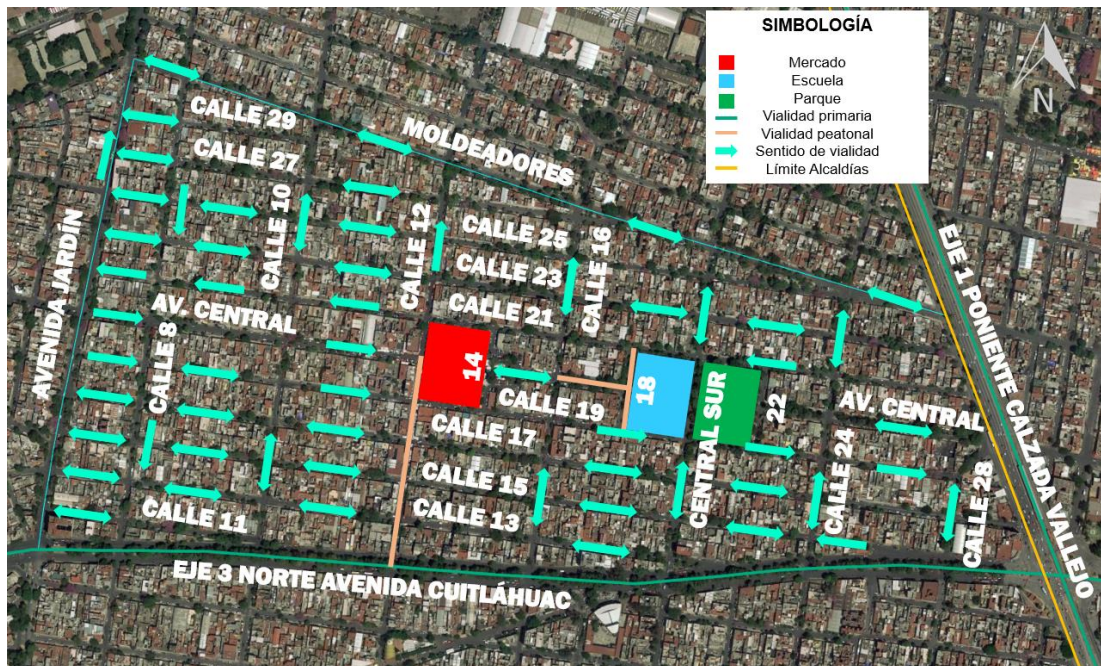 SIMBOLOGÍA
Mercado
Escuela
Parque
Vialidad primaria
Vialidad peatonal
Sentido de vialidad
Límite Alcaldías
N
CALLE 29
MOLDEADORES
CALLE 27
CALLE 10
CALLE 12
CALLE 25
CALLE 16
CALLE 23
CALLE 21
AVENIDA JARDÍN
AV. CENTRAL
CALLE 8
14
18
CALLE 19
CENTRAL SUR
22
AV. CENTRAL
EJE 1 PONIENTE CALZADA VALLEJO
CALLE 17
CALLE 24
CALLE 15
CALLE 28
CALLE 11
CALLE 13
EJE 3 NORTE AVENIDA CUITLÁHUAC